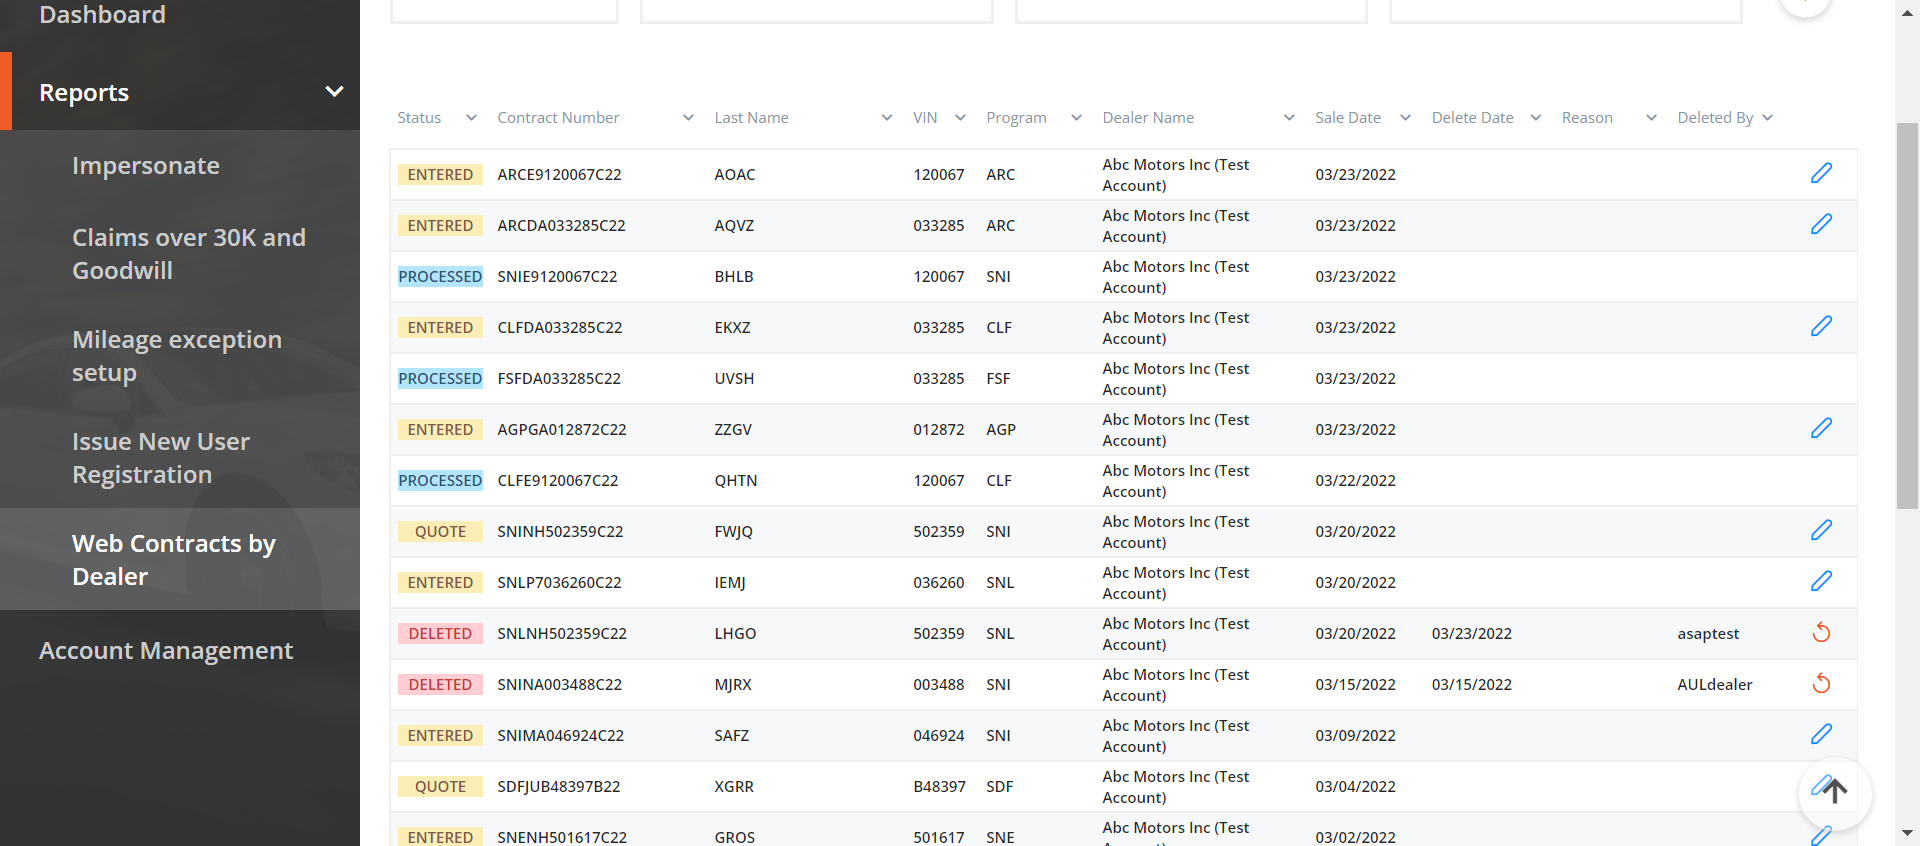 Dashboard
Reports
Impersonate
Claims over 30K and
Goodwill
Mileage exception
setup
Issue New User
Registration
Web Contracts by
Dealer
Account Management
Status Contract Number Last Name VIN Program Dealer Name Sale Date Delete Date Reason Deleted By
ENTERED ARCE9120067C22 AOAC 120067 ARC Abc Motors Inc (Test 03/23/2022
Account)
ENTERED ARCDA033285C22 AQVZ 033285 ARC Abc Motors Inc (Test 03/23/2022
Account)
PROCESSED SNIE9120067C22 BHLB 120067 SNI Abc Motors Inc (Test 03/23/2022
Account)
ENTERED CLFDA033285C22 EKXZ 033285 CLF Abc Motors Inc (Test 03/23/2022
Account)
PROCESSED FSFDA033285C22 UVSH 033285 FSF Abc Motors Inc (Test 03/23/2022
Account)
ENTERED AGPGA012872C22 ZZGV 012872 AGP Abc Motors Inc (Test 03/23/2022
Account)
PROCESSED CLFE9120067C22 QHTN 120067 CLF Abc Motors Inc (Test 03/22/2022
Account)
QUOTE SNINH502359C22 FWJQ 502359 SNI Abc Motors Inc (Test 03/20/2022
Account)
ENTERED SNLP7036260C22 IEMJ 036260 SNL Abc Motors Inc (Test 03/20/2022
Account)
DELETED SNLNH502359C22 LHGO 502359 SNL Abc Motors Inc (Test 03/20/2022 03/23/2022 asaptest
Account)
DELETED SNINA003488C22 MJRX 003488 SNI Abc Motors Inc (Test 03/15/2022 03/15/2022 AULdealer
Account)
ENTERED SNIMA046924C22 SAFZ 046924 SNI Abc Motors Inc (Test 03/09/2022
Account)
QUOTE SDFJUB48397B22 XGRR B48397 SDF Abc Motors Inc (Test 03/04/2022
Account)
ENTERED SNENH501617C22 GROS 501617 SNE Abc Motors Inc (Test 03/02/2022